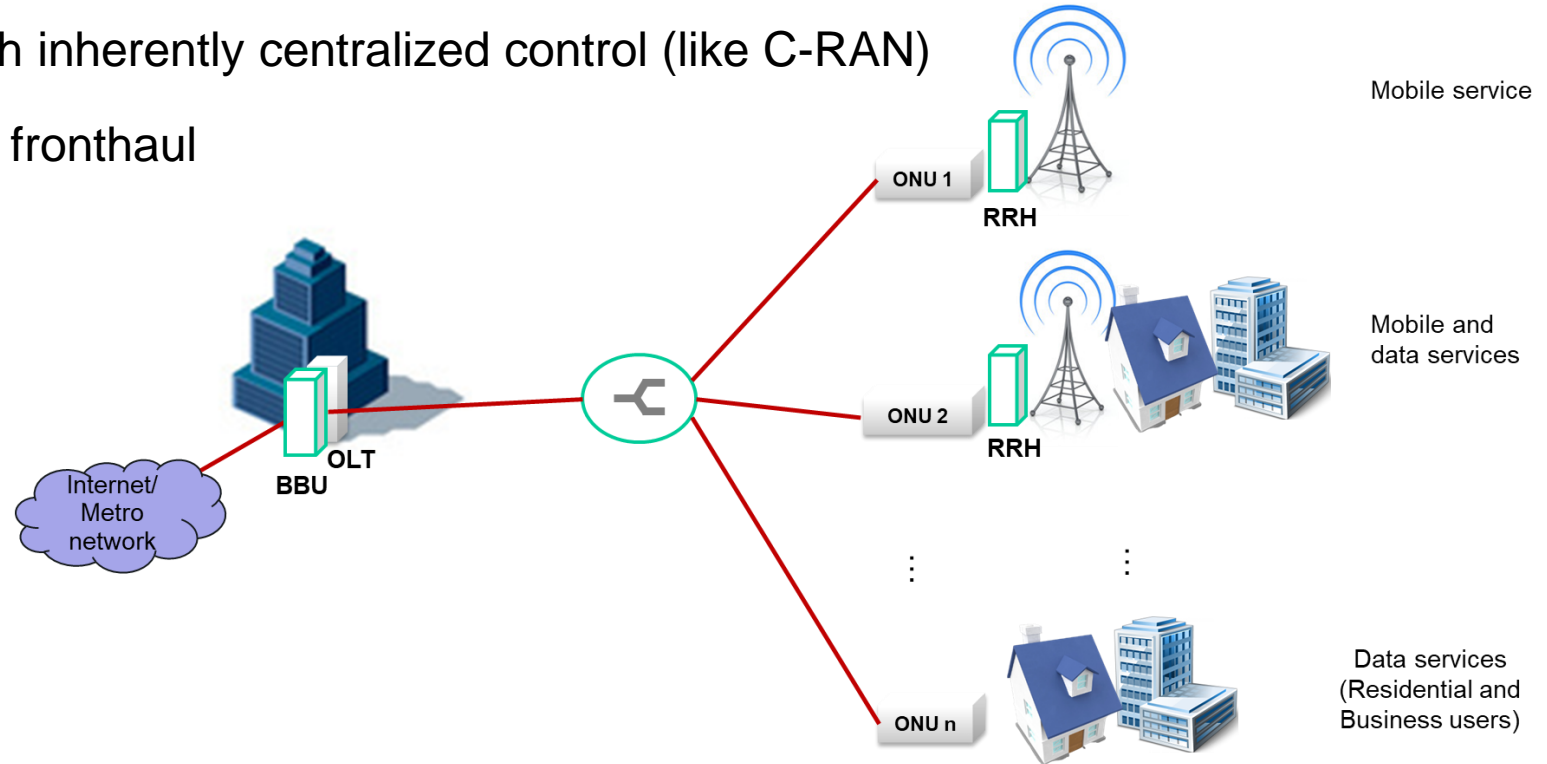 h inherently centralized control (like C-RAN)
fronthaul
Mobile service
ONU 1
RRH
Mobile and
data services
ONU 2
RRH
OLT
BBU
Internet/
Metro
network
...
...
ONU n
Data services
(Residential and
Business users)